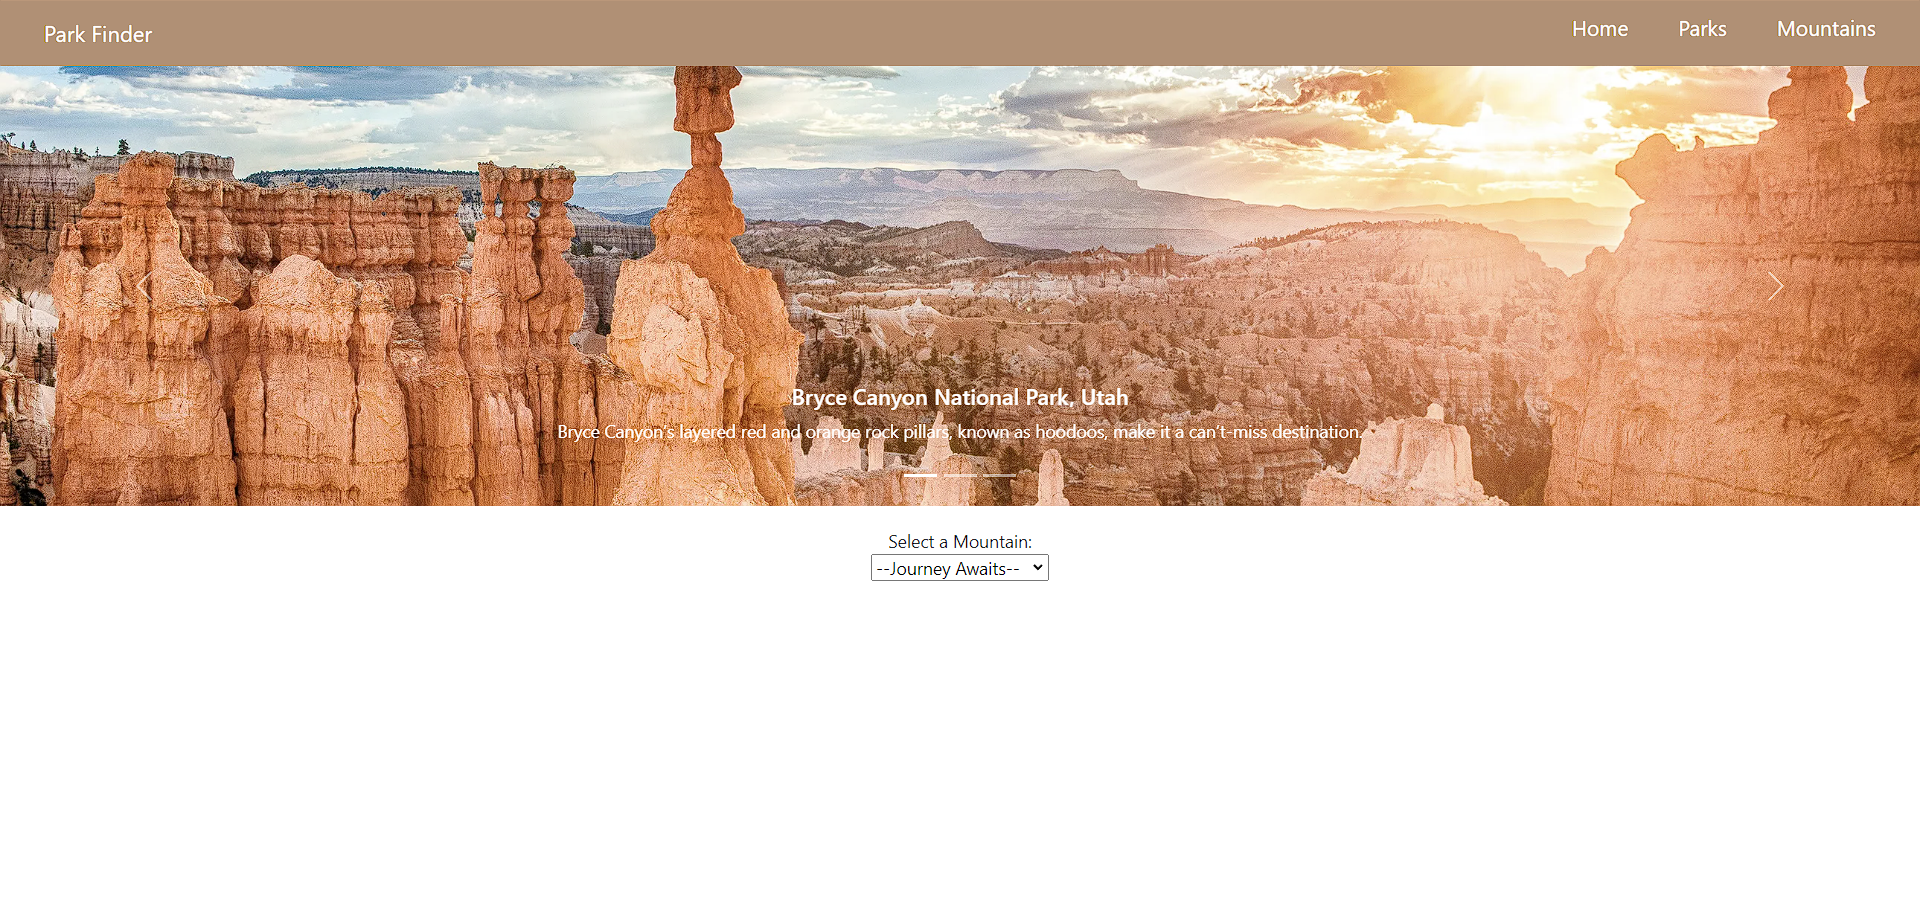 Park Finder
Home Parks Mountains
Bryce Canyon National Park, Utah
Bryce Canyon’s layered red and orange rock pillars, known as hoodoos, make it a can’t-miss destination.
Select a Mountain:
--Journey Awaits--